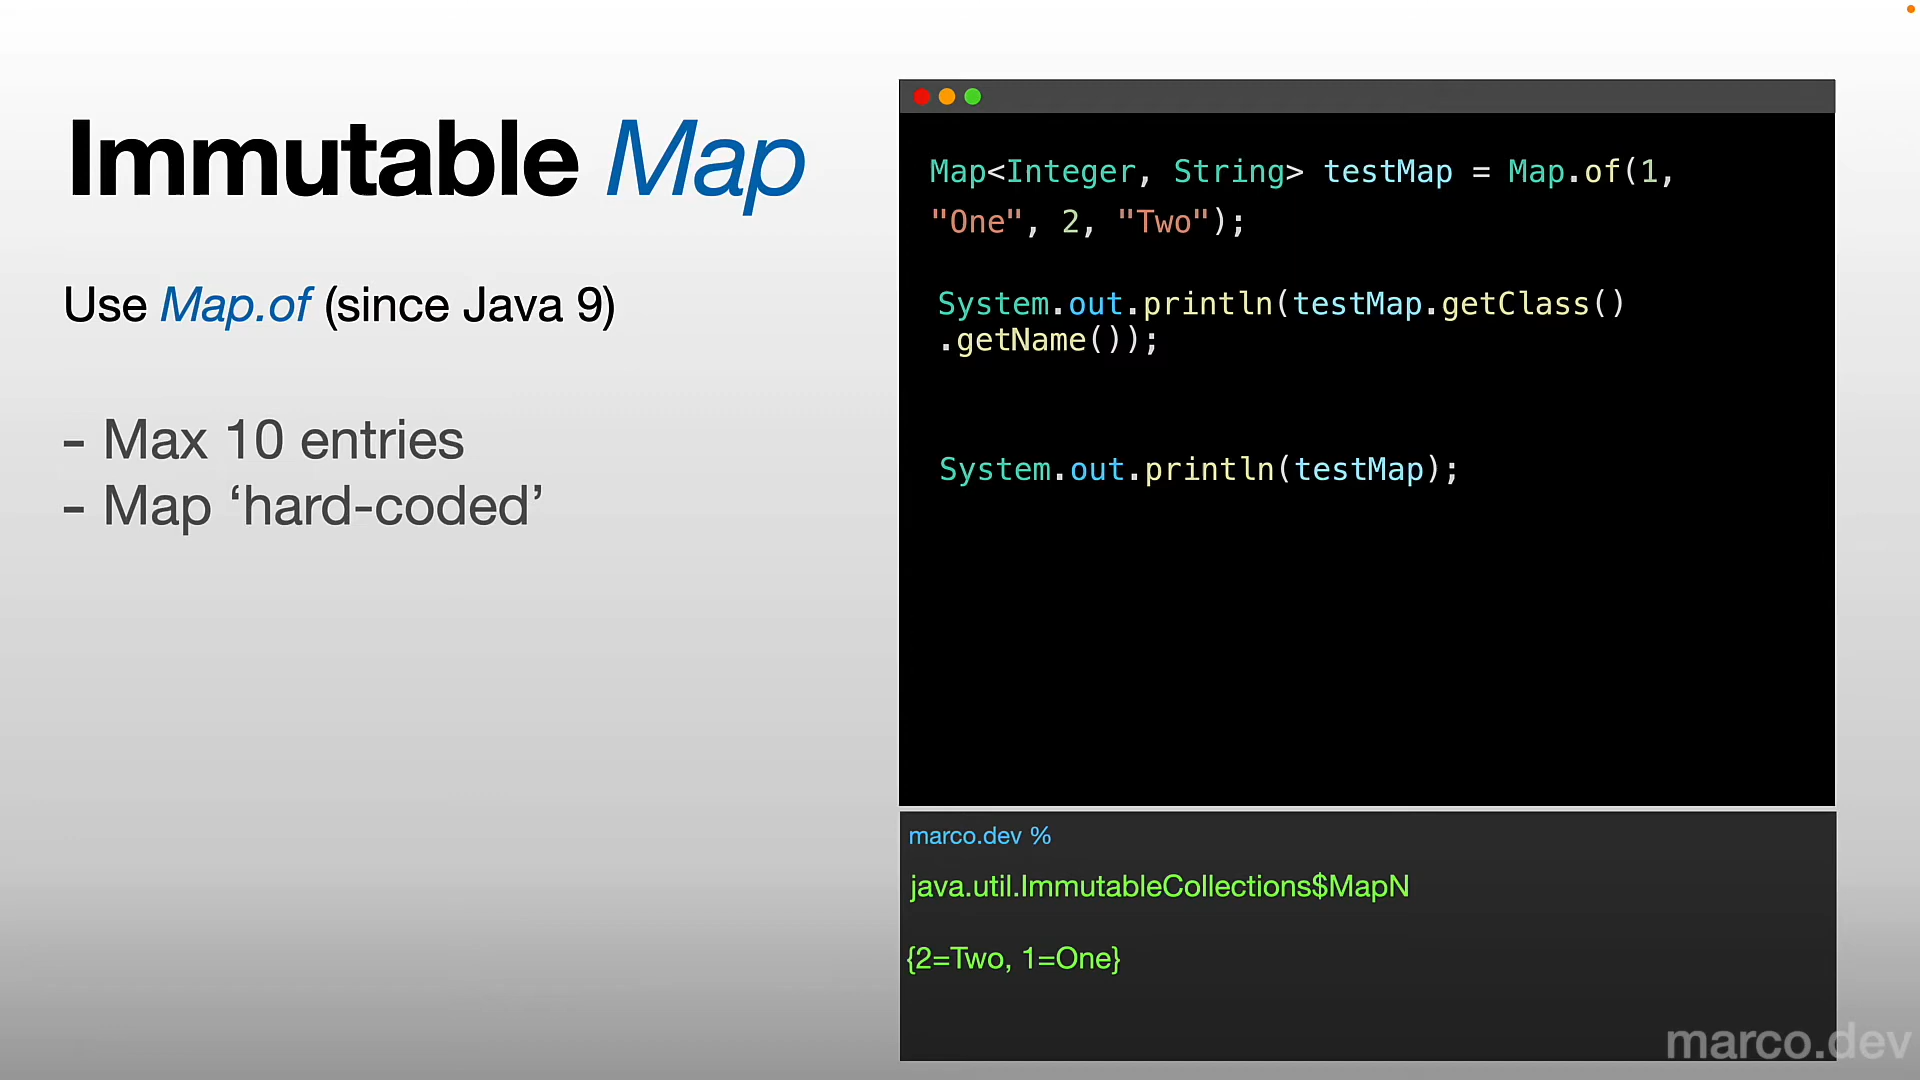 Immutable Map
Use Map.of (since Java 9)
- Max 10 entries
- Map ‘hard-coded’
Map<Integer, String> testMap = Map.of(1,
"One", 2, "Two");
System.out.println(testMap.getClass()
.getName());
System.out.println(testMap);
marco.dev %
java.util.ImmutableCollections$MapN
{2=Two, 1=One}
marco.dev